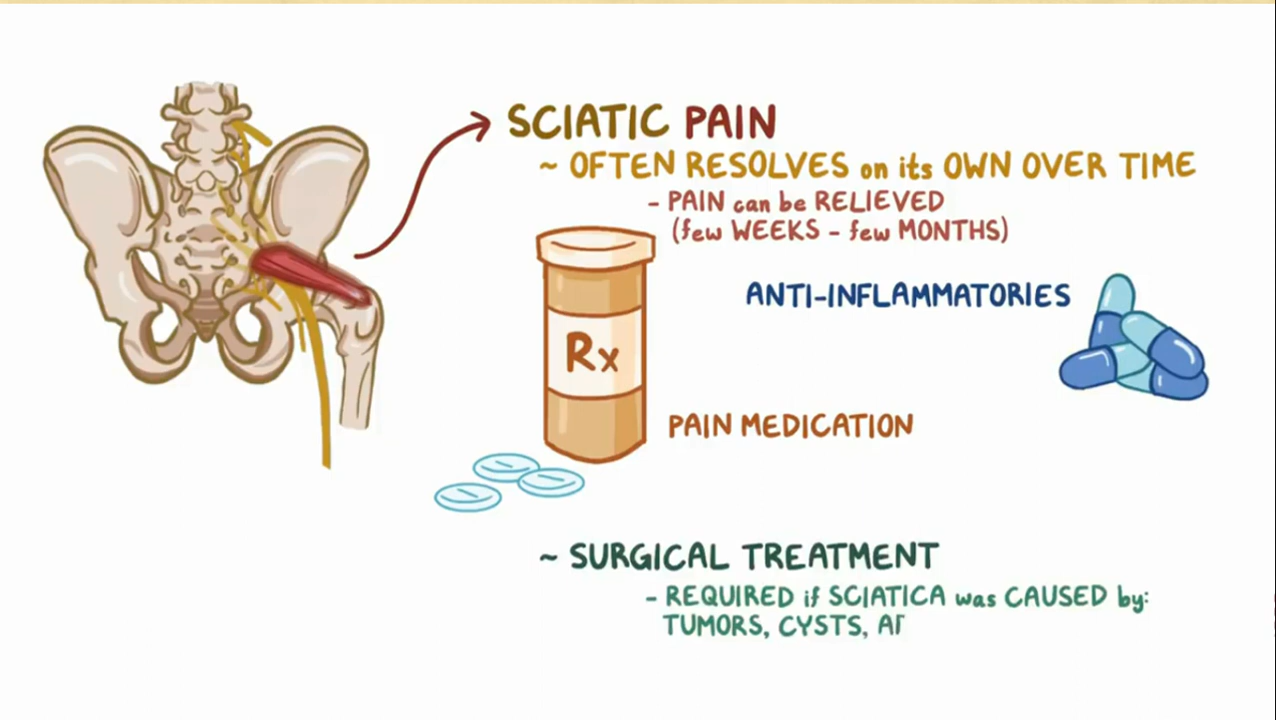 SCIATIC PAIN
~ OFTEN RESOLVES on its OWN OVER TIME
- PAIN can be RELIEVED
(few WEEKS - few MONTHS)
ANTI-INFLAMMATORIES
Rx
PAIN MEDICATION
~ SURGICAL TREATMENT
- REQUIRED if SCIATICA was CAUSED by:
TUMORS, CYSTS,